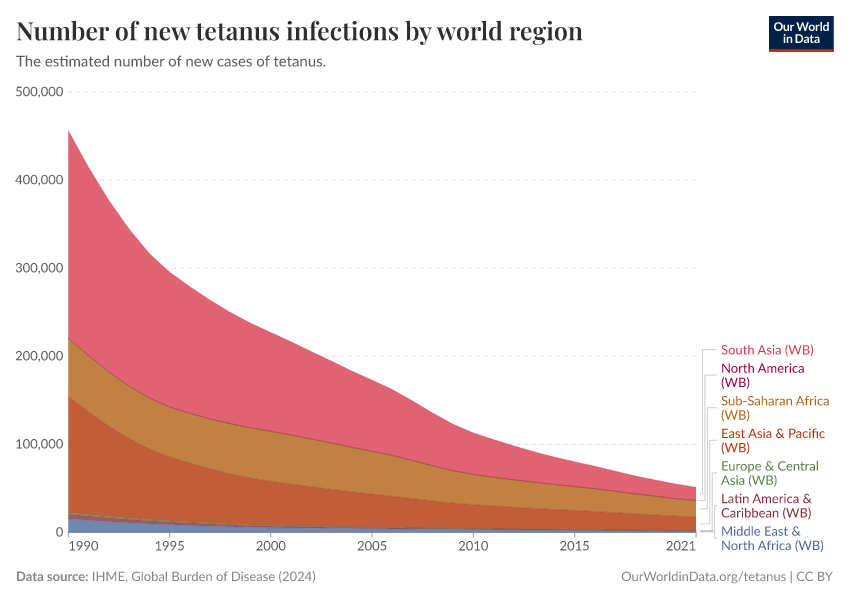 Number of new tetanus infections by world region
Our World
in Data
The estimated number of new cases of tetanus.
500,000
400,000
300,000
200,000
100,000
0
1990
1995
2000
2005
2010
2015
2021
South Asia (WB)
North America
(WB)
Sub-Saharan Africa
(WB)
East Asia & Pacific
(WB)
Europe & Central
Asia (WB)
Latin America &
Caribbean (WB)
Middle East &
North Africa (WB)
Data source: IHME, Global Burden of Disease (2024)
OurWorldinData.org/tetanus | CC BY